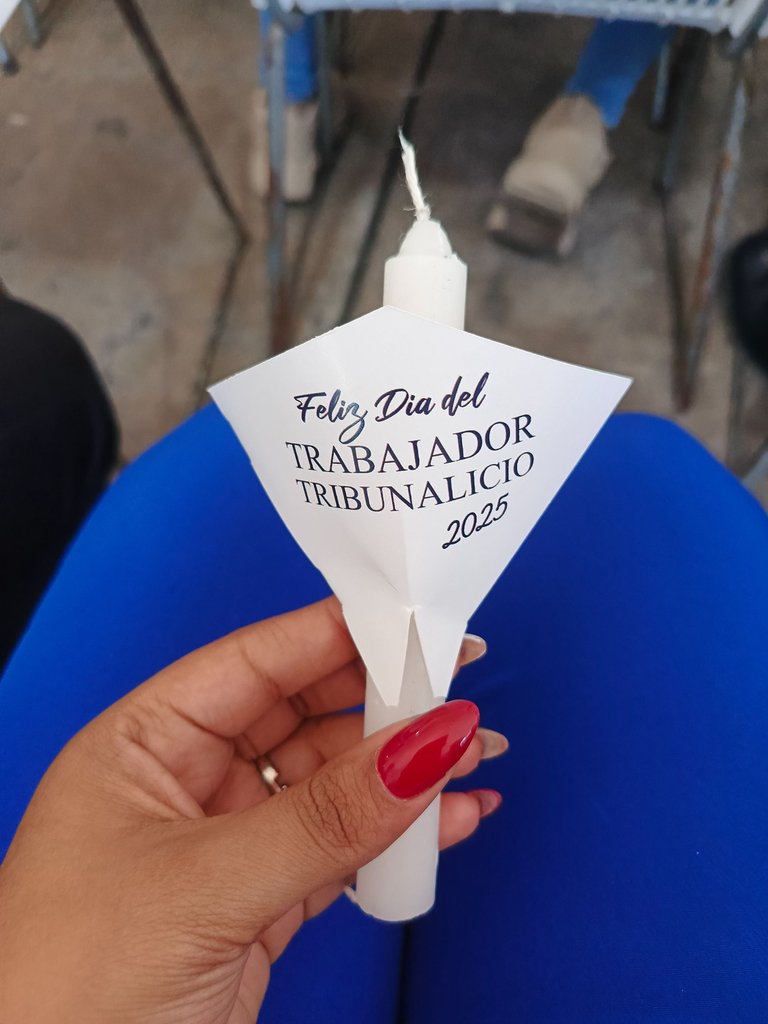 Feliz Dia del
TRABAJADOR
TRIBUNALICIO
2025